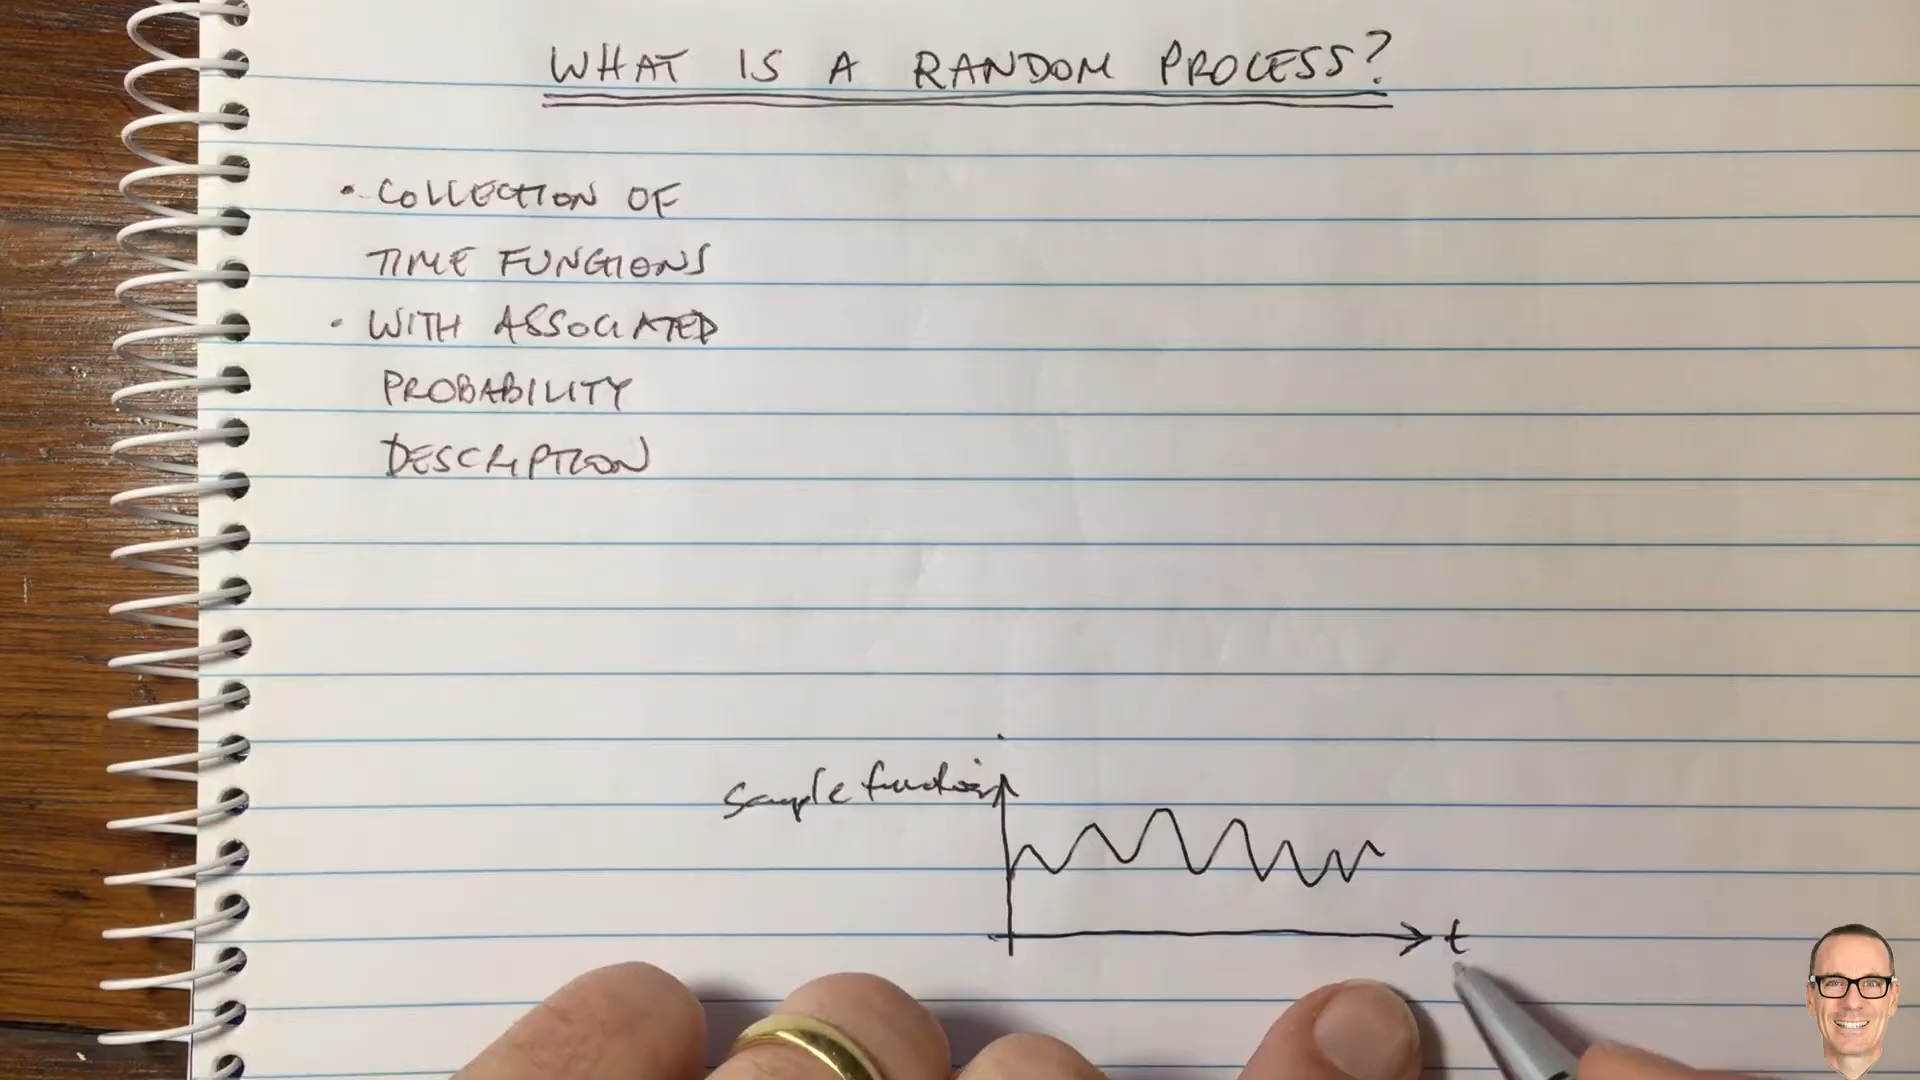 WHAT IS A RANDOM PROCESS?
• COLLECTION OF
TIME FUNCTIONS
• WITH ASSOCIATED
PROBABILITY
DESCRIPTION
Sample function
t